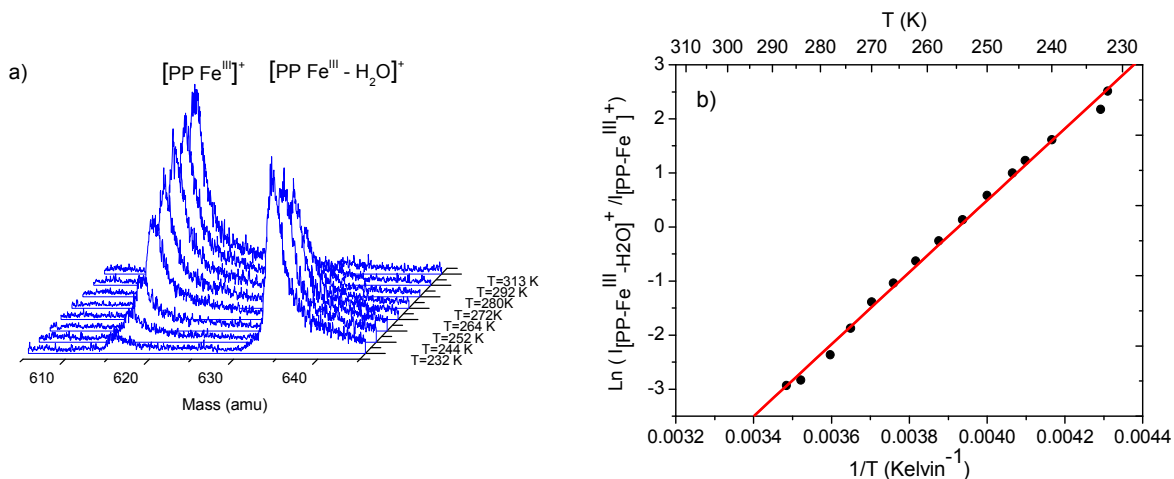 a)
[PP Fe^III]^+ [PP Fe^III - H₂O]^+
T=313 K
T=292 K
T=280K
T=272K
T=264 K
T=252 K
T=244 K
T=232 K
610 620 630 640
Mass (amu)
T (K)
310 300 290 280 270 260 250 240 230
b)
Ln ( I[PP-Fe^III -H2O]^+ /I[PP-Fe^III]^+)
3
2
1
0
-1
-2
-3
0.0032 0.0034 0.0036 0.0038 0.0040 0.0042 0.0044
1/T (Kelvin^-1)